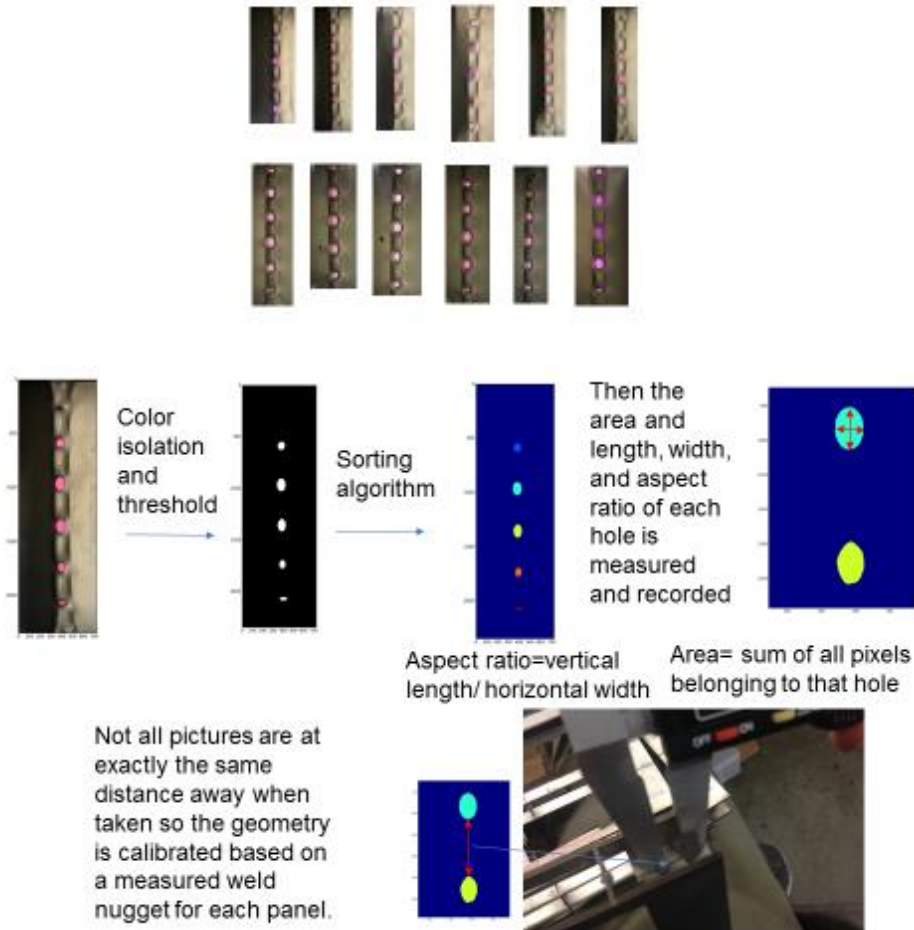 Color
isolation
and
threshold
Sorting
algorithm
Then the
area and
length, width,
and aspect
ratio of each
hole is
measured
and recorded
Aspect ratio=vertical
length/ horizontal width
Area= sum of all pixels
belonging to that hole
Not all pictures are at
exactly the same
distance away when
taken so the geometry
is calibrated based on
a measured weld
nugget for each panel.
OFF
ON